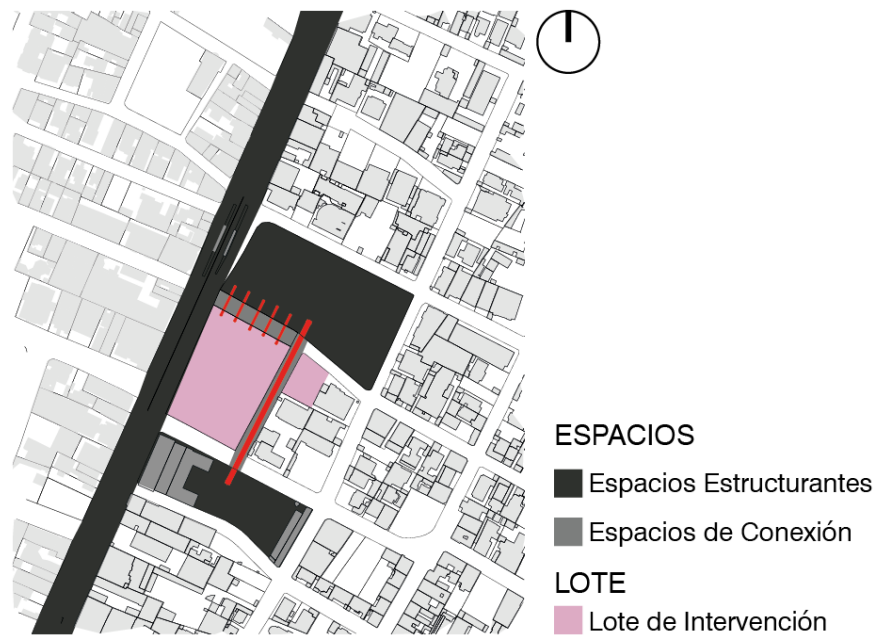 ESPACIOS
Espacios Estructurantes
Espacios de Conexión
LOTE
Lote de Intervención